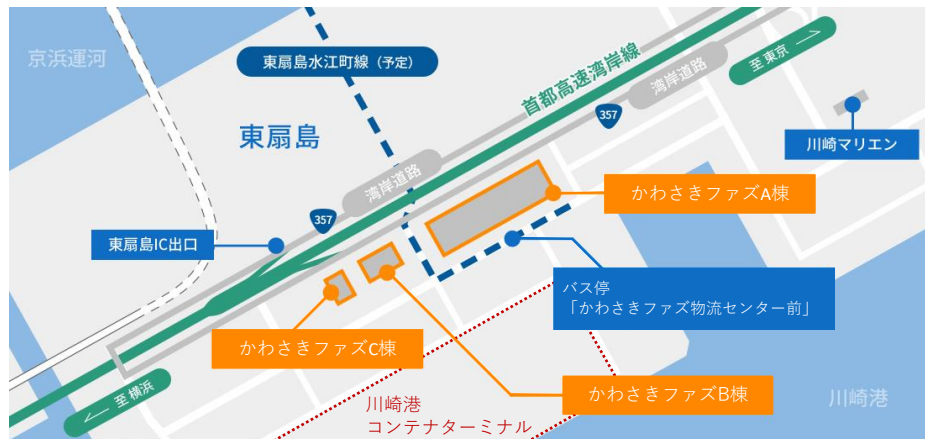 京浜運河
東扇島水江町線（予定）
首都高速湾岸線
湾岸道路
至東京
357
川崎マリエン
東扇島
湾岸道路
かわさきファズA棟
357
東扇島IC出口
バス停
「かわさきファズ物流センター前」
かわさきファズC棟
至横浜
かわさきファズB棟
川崎港
川崎港
コンテナターミナル